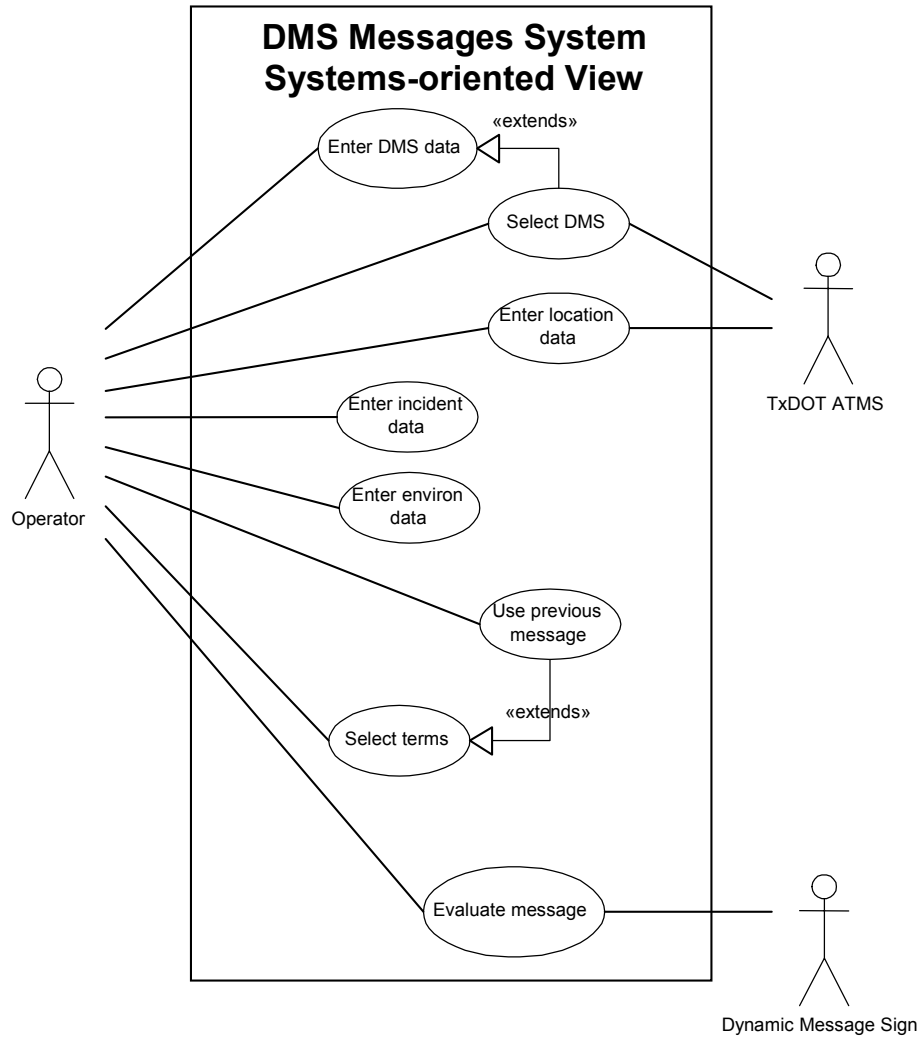 DMS Messages System
Systems-oriented View
«extends»
Enter DMS data
Select DMS
Enter location
data
TxDOT ATMS
Enter incident
data
Enter environ
data
Operator
Use previous
message
«extends»
Select terms
Evaluate message
Dynamic Message Sign